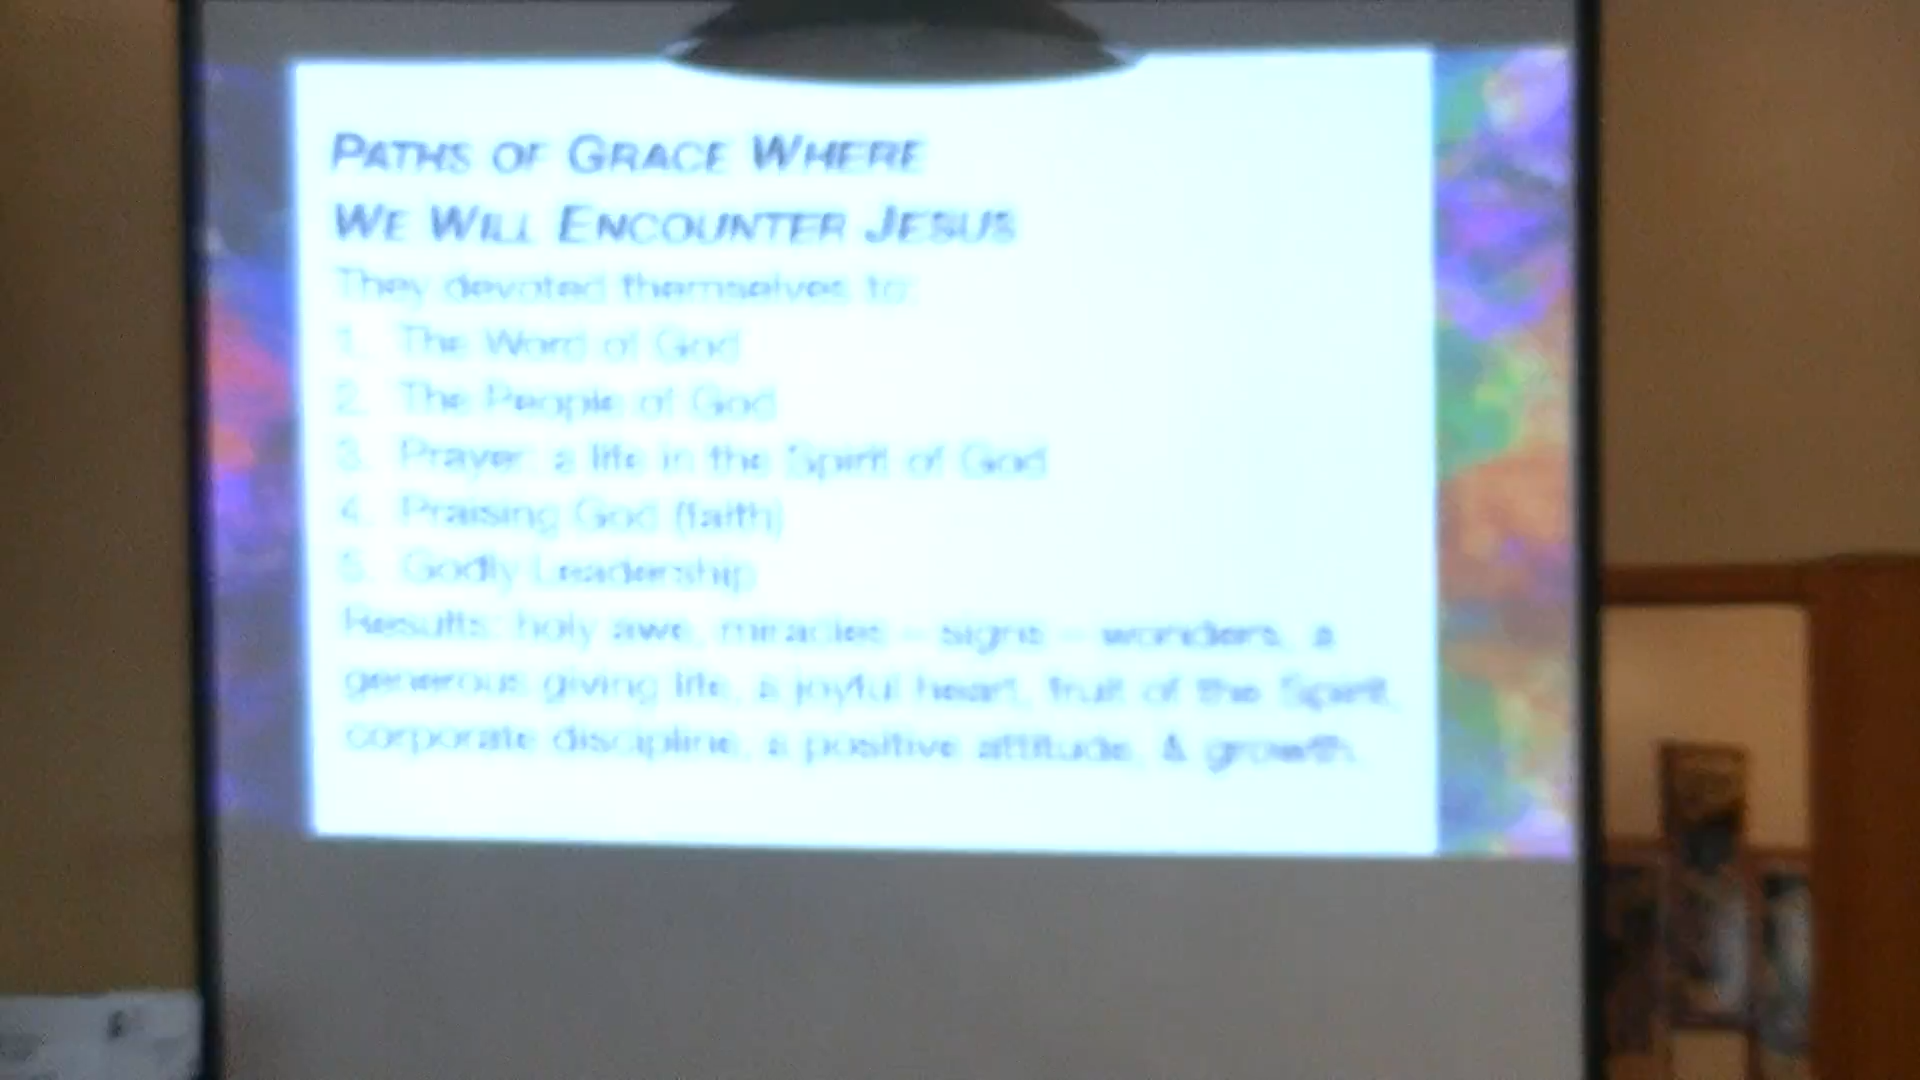 PATHS OF GRACE WHERE
WE WILL ENCOUNTER JESUS
They devoted themselves to:
1. The Word of God
2. The People of God
3. Prayer: a life in the Spirit of God
4. Praising God (faith)
5. Godly Leadership
Results: holy awe, miracles – signs – wonders, a
generous giving life, a joyful heart, fruit of the Spirit,
corporate discipline, a positive attitude, & growth.